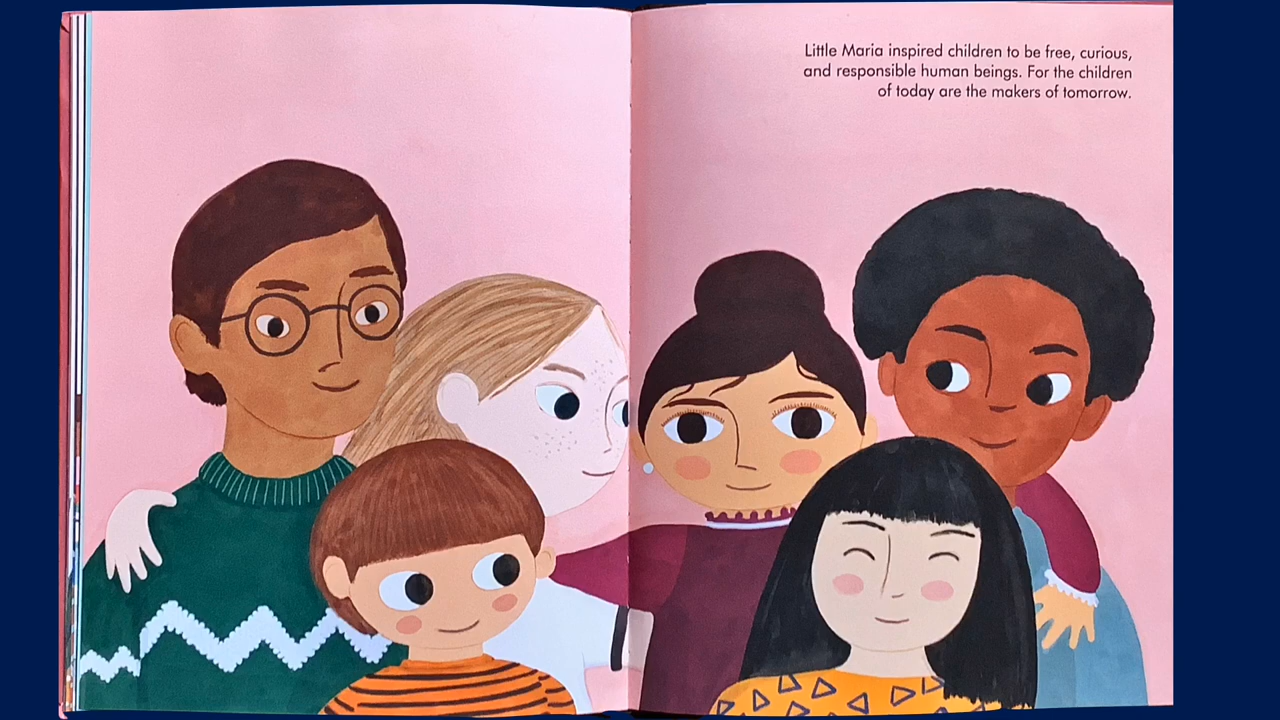 Little Maria inspired children to be free, curious,
and responsible human beings. For the children
of today are the makers of tomorrow.